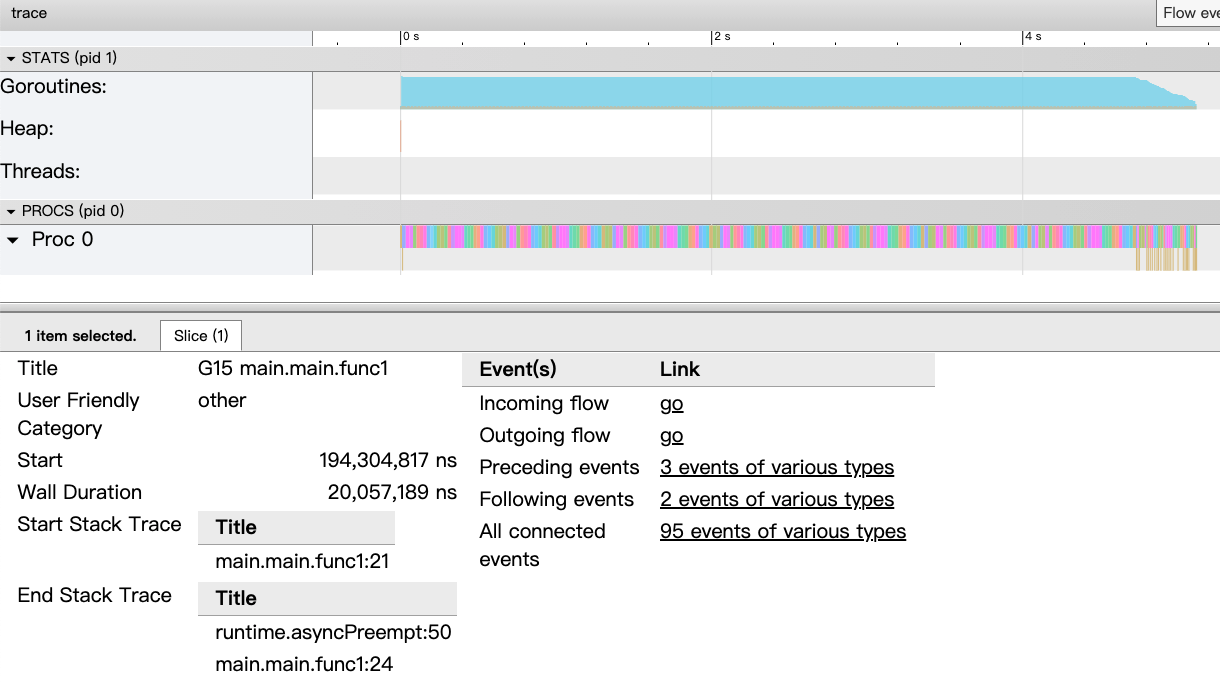 trace
Flow eve
0 s
2 s
4 s
STATS (pid 1)
Goroutines:
Heap:
Threads:
PROCS (pid 0)
Proc 0
1 item selected.
Slice (1)
Title
G15 main.main.func1
User Friendly Category
other
Start
194,304,817 ns
Wall Duration
20,057,189 ns
Start Stack Trace
Title
main.main.func1:21
End Stack Trace
Title
runtime.asyncPreempt:50
main.main.func1:24
Event(s)
Link
Incoming flow
go
Outgoing flow
go
Preceding events
3 events of various types
Following events
2 events of various types
All connected events
95 events of various types